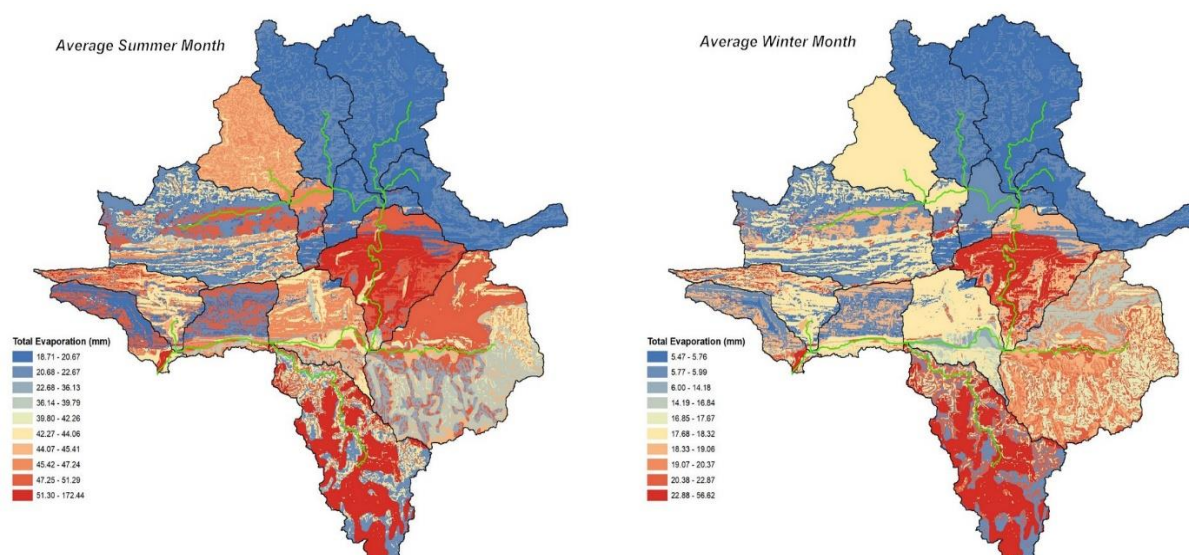 Average Summer Month
Total Evaporation (mm)
18.71 - 20.67
20.68 - 22.67
22.68 - 36.13
36.14 - 39.79
39.80 - 42.26
42.27 - 44.06
44.07 - 45.41
45.42 - 47.24
47.25 - 51.29
51.30 - 172.44
Average Winter Month
Total Evaporation (mm)
5.47 - 5.76
5.77 - 5.99
6.00 - 14.18
14.19 - 16.84
16.85 - 17.67
17.68 - 18.32
18.33 - 19.06
19.07 - 20.37
20.38 - 22.87
22.88 - 56.62